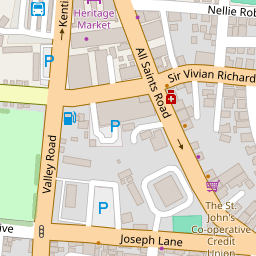 Nellie Ro
Kenti
Heritage
Market
All Saints Road
Sir Vivian Richard
P
P
Valley Road
P
The St.
John's
Co-operative
Credit
Union
ive
Joseph Lane